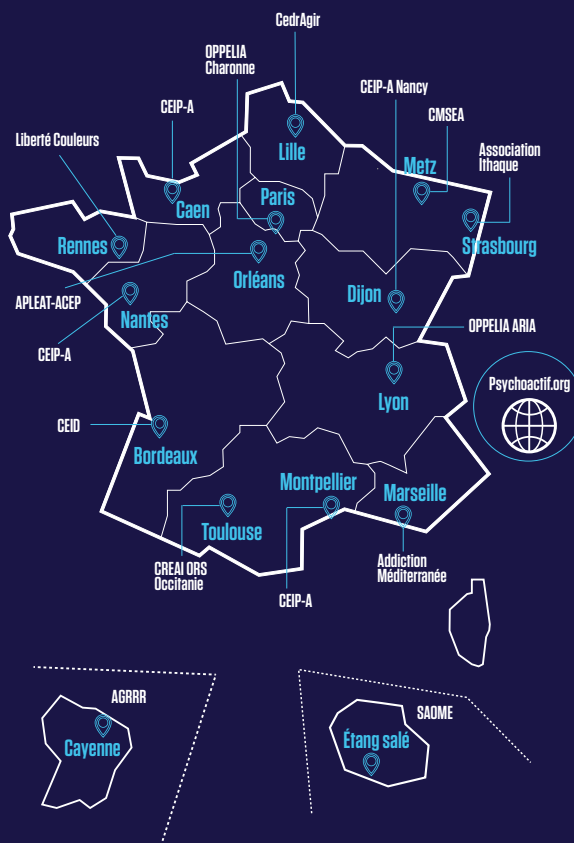 CedrAgir
OPPELIA
Charonne
CEIP-A Nancy
CEIP-A
CMSEA
Liberté Couleurs
Association
Ithaque
Lille
Metz
Caen
Paris
Strasbourg
Rennes
Orléans
Dijon
APLEAT-ACEP
Nantes
OPPELIA ARIA
CEIP-A
Psychoactif.org
Lyon
CEID
Bordeaux
Montpellier
Marseille
Toulouse
Addiction
Méditerranée
CREAI ORS
Occitanie
CEIP-A
AGRRR
SAOME
Cayenne
Étang salé